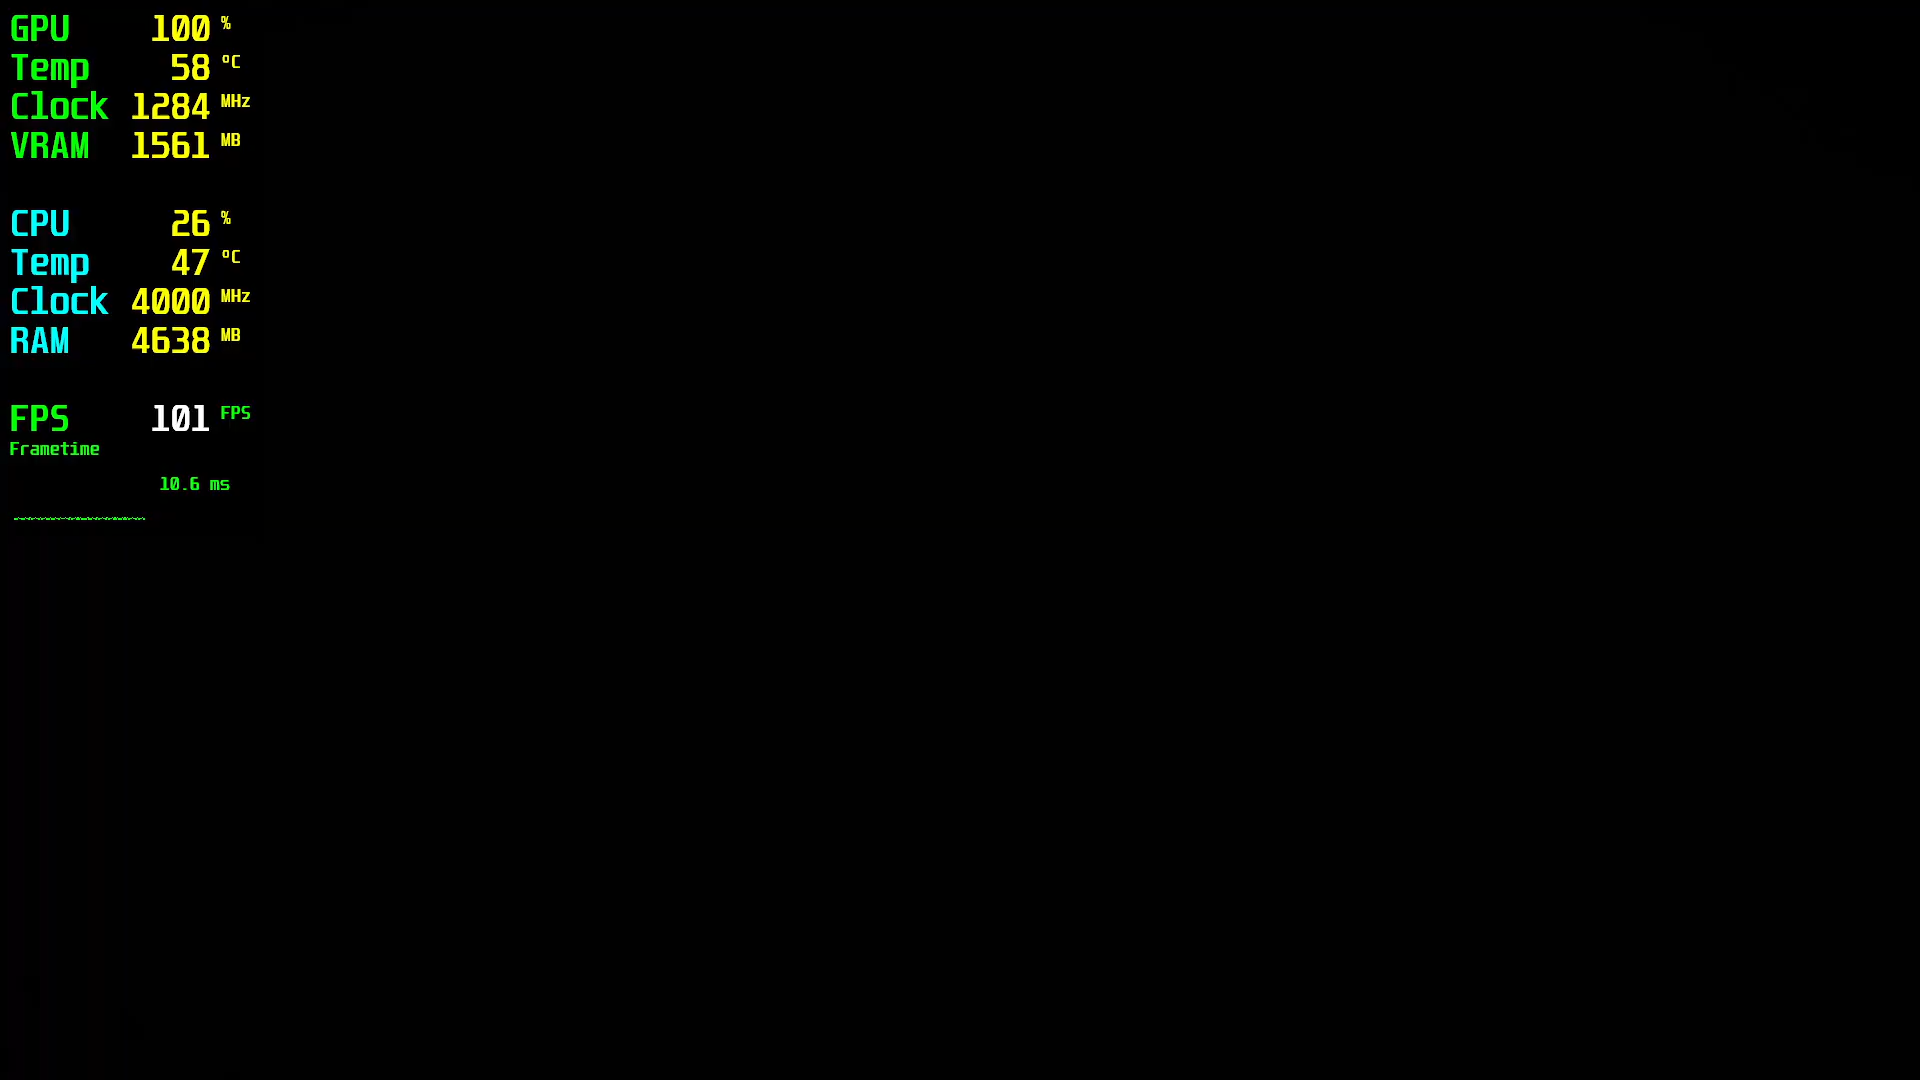 GPU 100 %
Temp 58 °C
Clock 1284 MHz
VRAM 1561 MB
CPU 26 %
Temp 47 °C
Clock 4000 MHz
RAM 4638 MB
FPS 101 FPS
Frametime
10.6 ms